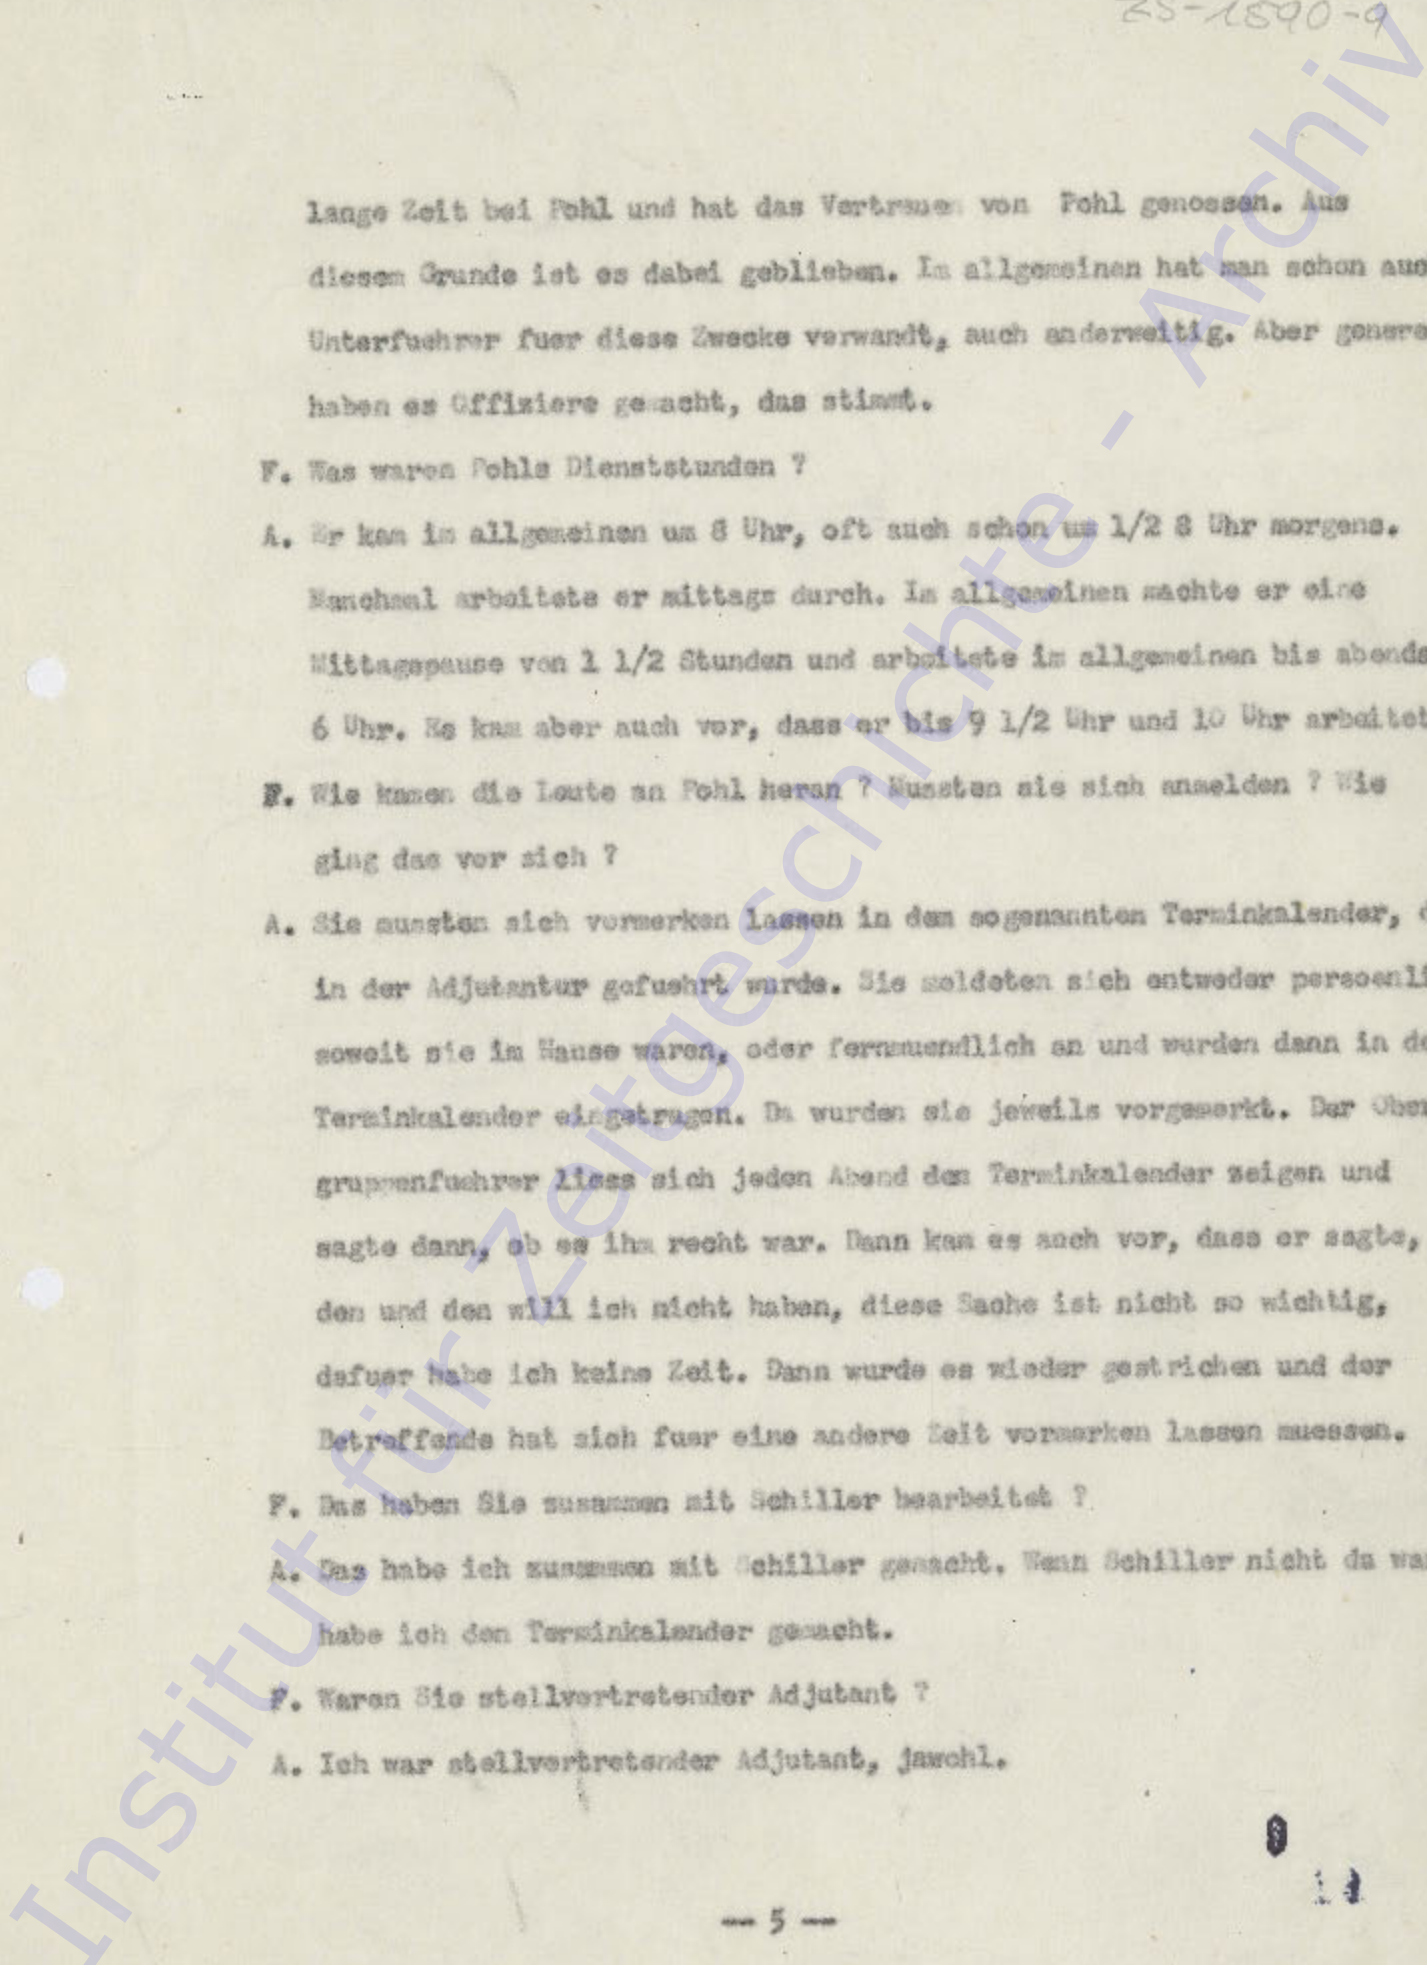 ZS-1590-9
lange Zeit bei Pohl und hat das Vertrauen von Pohl genossen. Aus
diesem Grunde ist es dabei geblieben. Im allgemeinen hat man schon auc
Unterfuehrer fuer diese Zwecke verwandt, auch anderweitig. Aber genere
haben es Offiziere gemacht, das stimmt.
F. Was waren Pohls Dienststunden ?
A. Er kam im allgemeinen um 8 Uhr, oft auch schon um 1/2 8 Uhr morgens.
Manchmal arbeitete er mittags durch. Im allgemeinen machte er eine
Mittagspause von 1 1/2 Stunden und arbeitete im allgemeinen bis abends
6 Uhr. Es kam aber auch vor, dass er bis 9 1/2 Uhr und 10 Uhr arbeitet
F. Wie kamen die Leute an Pohl heran ? Mussten sie sich anmelden ? Wie
ging das vor sich ?
A. Sie mussten sich vormerken lassen in dem sogenannten Terminkalender, d
in der Adjutantur gefuehrt wurde. Sie meldeten sich entweder persoenli
soweit sie im Hause waren, oder fernmuendlich an und wurden dann in de
Terminkalender eingetragen. Da wurden sie jeweils vorgemerkt. Der Ober
gruppenfuehrer liess sich jeden Abend den Terminkalender zeigen und
sagte dann, ob es ihm recht war. Dann kam es auch vor, dass er sagte,
den und den will ich nicht haben, diese Sache ist nicht so wichtig,
dafuer habe ich keine Zeit. Dann wurde es wieder gestrichen und der
Betreffende hat sich fuer eine andere Zeit vormerken lassen muessen.
F. Das haben Sie zusammen mit Schiller bearbeitet ?
A. Das habe ich zusammen mit Schiller gemacht. Wenn Schiller nicht da wa
habe ich den Terminkalender gemacht.
F. Waren Sie stellvertretender Adjutant ?
A. Ich war stellvertretender Adjutant, jawohl.
— 5 —
Institut für Zeitgeschichte - Archiv